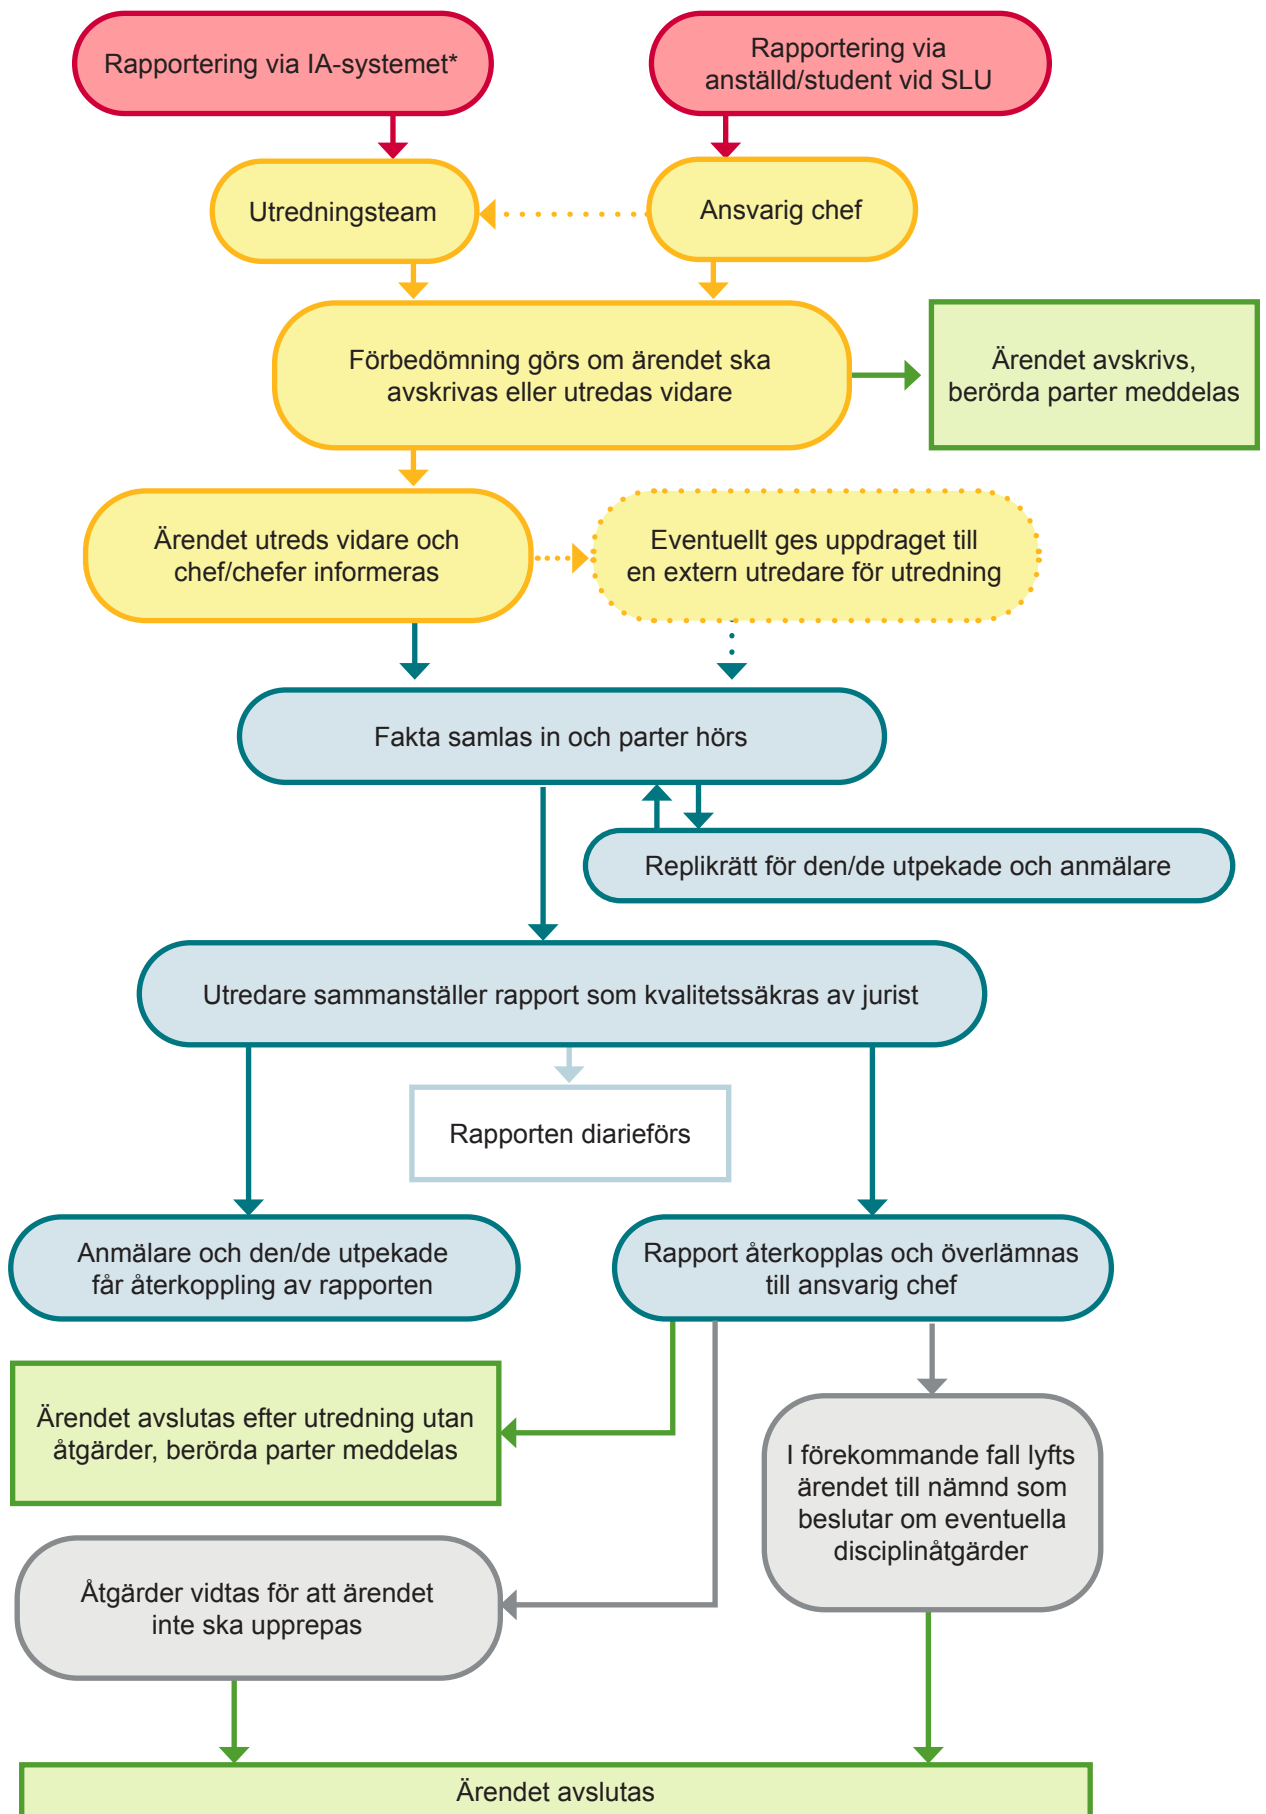 Rapportering via IA-systemet*
Rapportering via
anställd/student vid SLU
Utredningsteam
Ansvarig chef
Förbedömning görs om ärendet ska
avskrivas eller utredas vidare
Ärendet avskrivs,
berörda parter meddelas
Ärendet utreds vidare och
chef/chefer informeras
Eventuellt ges uppdraget till
en extern utredare för utredning
Fakta samlas in och parter hörs
Replikrätt för den/de utpekade och anmälare
Utredare sammanställer rapport som kvalitetssäkras av jurist
Rapporten diarieförs
Anmälare och den/de utpekade
får återkoppling av rapporten
Rapport återkopplas och överlämnas
till ansvarig chef
Ärendet avslutas efter utredning utan
åtgärder, berörda parter meddelas
I förekommande fall lyfts
ärendet till nämnd som
beslutar om eventuella
disciplinåtgärder
Åtgärder vidtas för att ärendet
inte ska upprepas
Ärendet avslutas